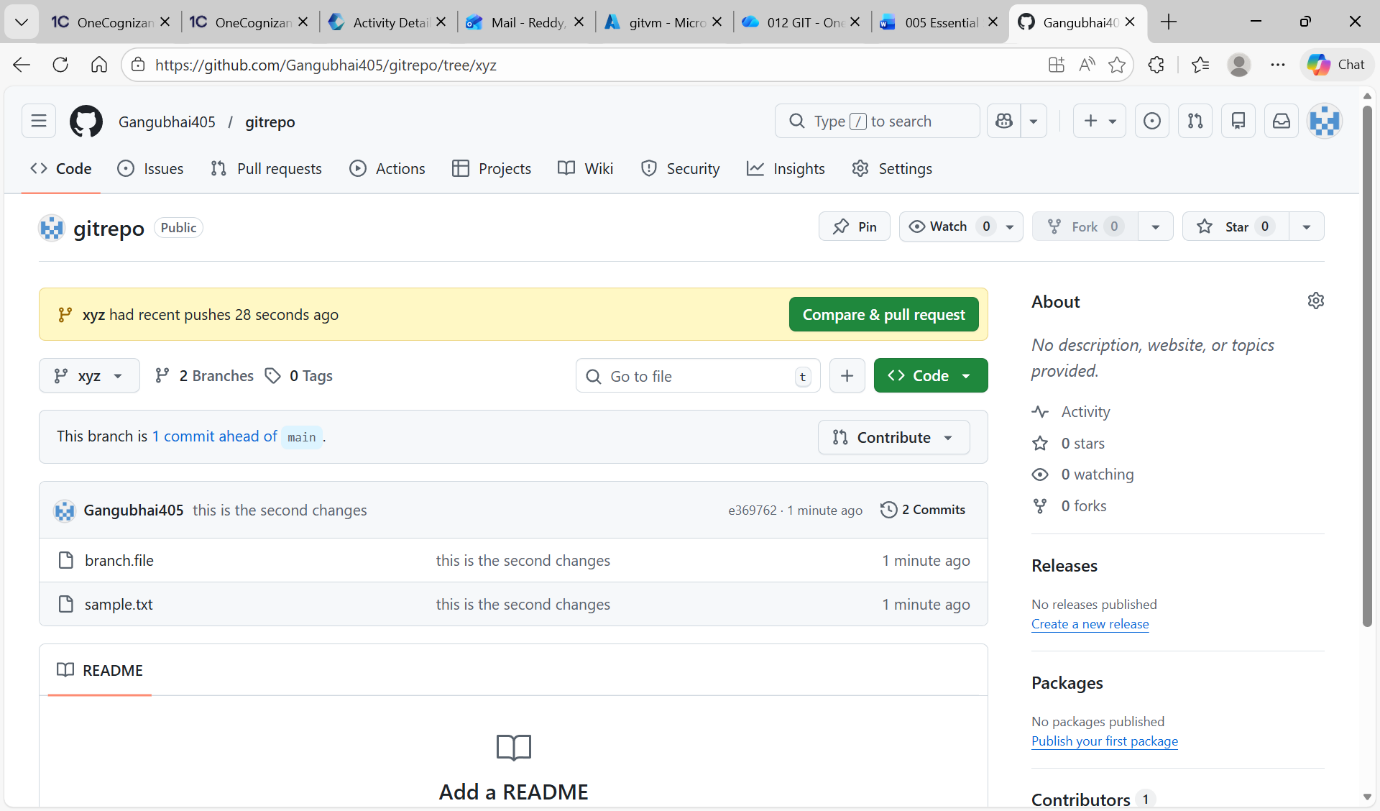 OneCognizan
OneCognizan
Activity Detail
Mail - Reddy,
gitvm - Micro
012 GIT - One
005 Essential
Gangubhai40
https://github.com/Gangubhai405/gitrepo/tree/xyz
Chat
Gangubhai405 / gitrepo
Type / to search
Code Issues Pull requests Actions Projects Wiki Security Insights Settings
gitrepo Public
Pin Watch 0 Fork 0 Star 0
xyz had recent pushes 28 seconds ago
Compare & pull request
About
No description, website, or topics
provided.
xyz 2 Branches 0 Tags Go to file t Code
Activity
This branch is 1 commit ahead of main .
Contribute
0 stars
0 watching
0 forks
Gangubhai405 this is the second changes e369762 · 1 minute ago 2 Commits
branch.file this is the second changes 1 minute ago
sample.txt this is the second changes 1 minute ago
Releases
No releases published
Create a new release
README
Add a README
Packages
No packages published
Publish your first package
Contributors 1